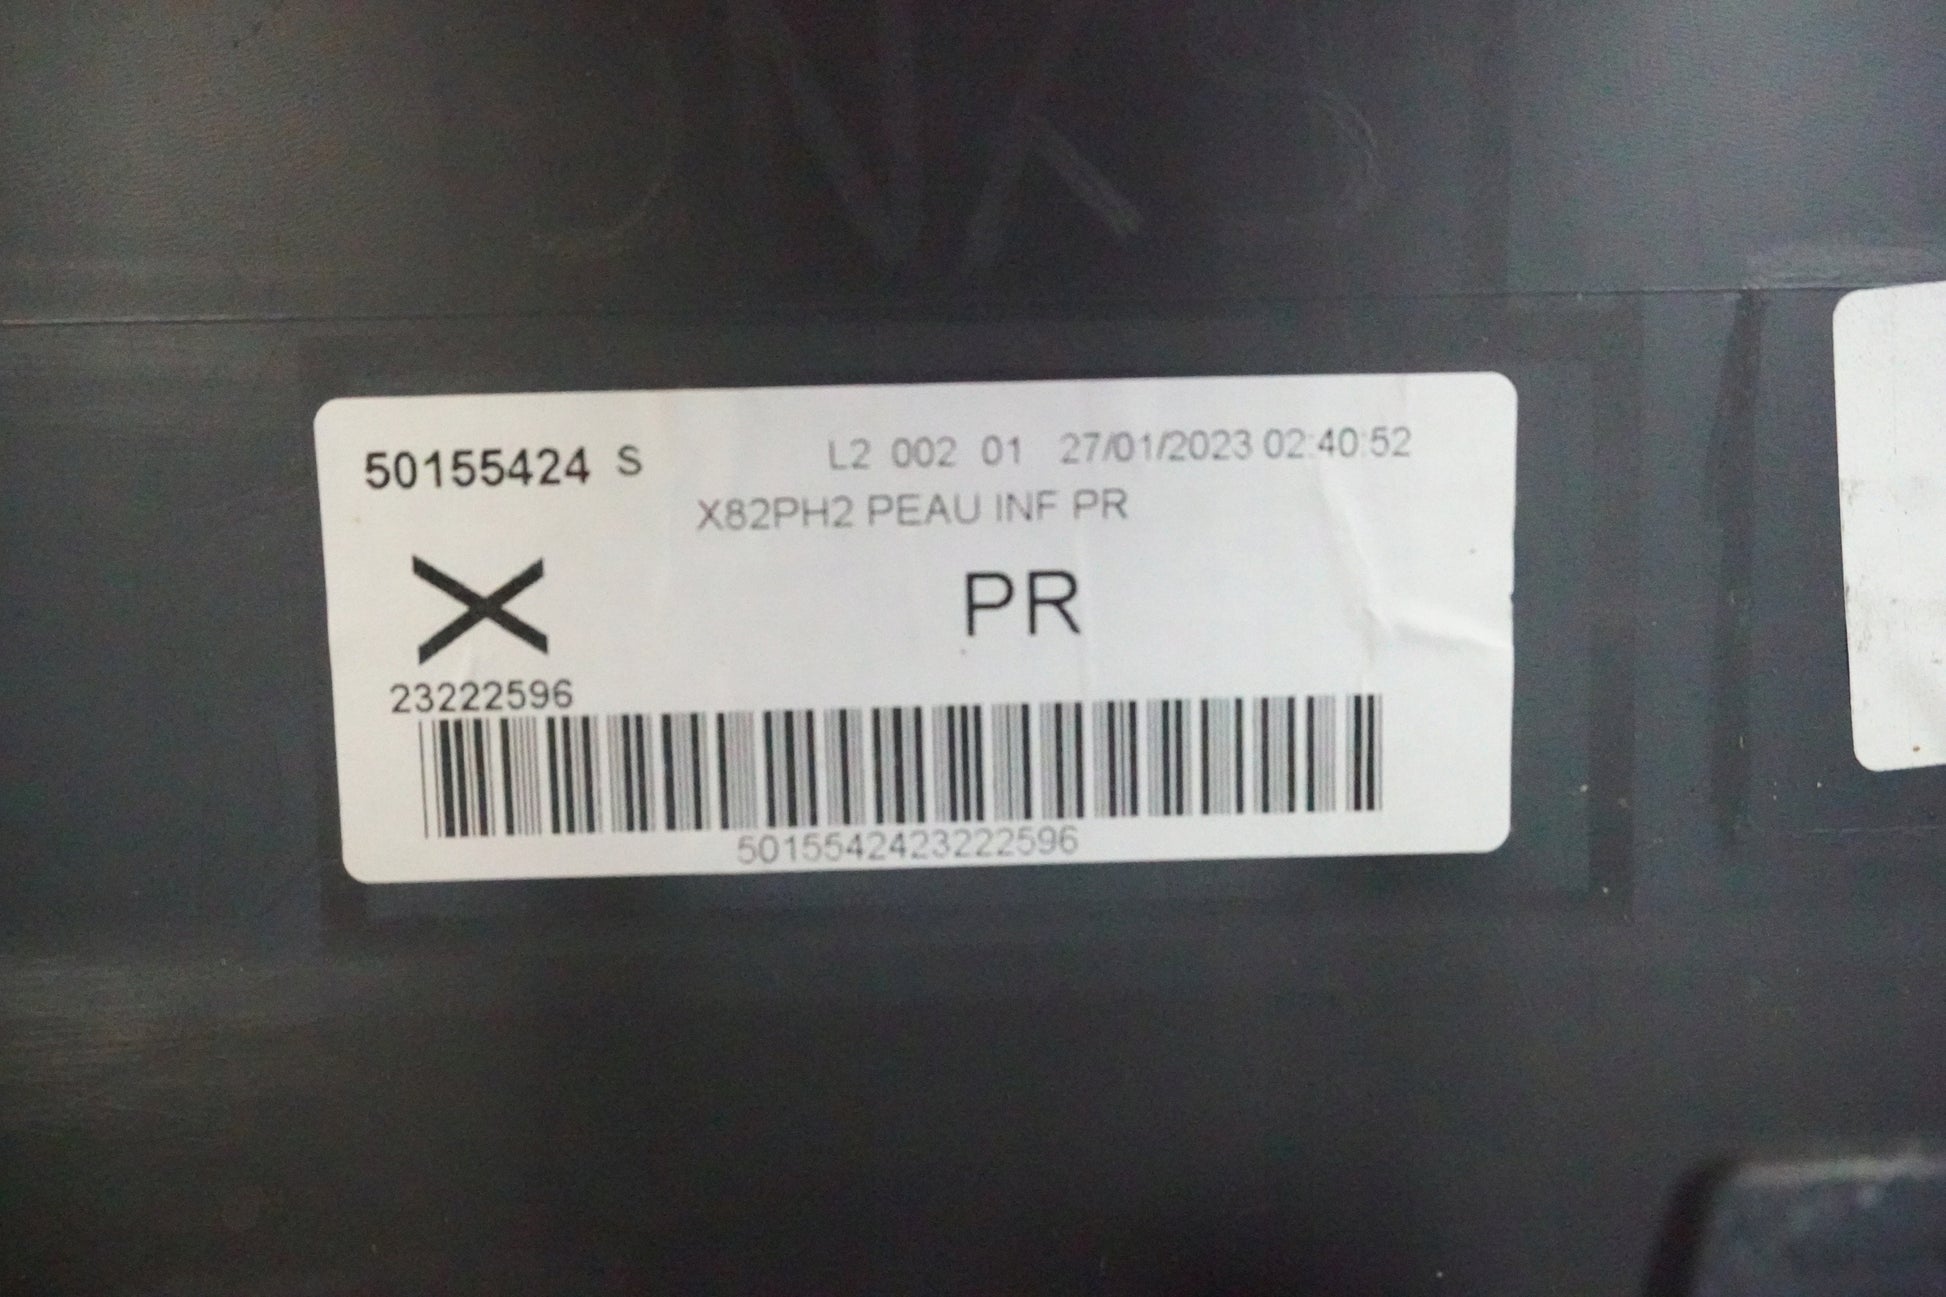 50155424 S L2 002 01 27/01/2023 02:40:52
X82PH2 PEAU INF PR
X PR
23222596
5015542423222596